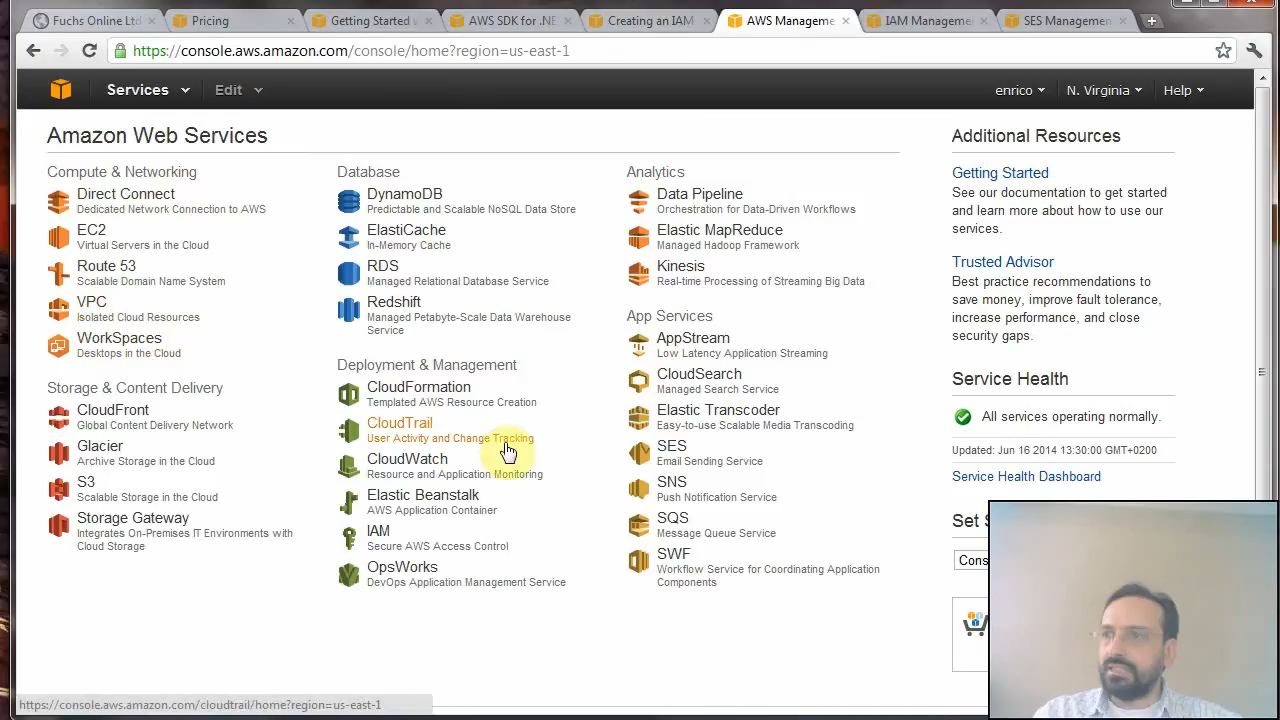 Fuchs Online Ltd
Pricing
Getting Started
AWS SDK for .NE
Creating an IAM
AWS Manageme
IAM Manageme
SES Management
https://console.aws.amazon.com/console/home?region=us-east-1
Services
Edit
enrico
N. Virginia
Help
Amazon Web Services
Compute & Networking
Direct Connect
Dedicated Network Connection to AWS
EC2
Virtual Servers in the Cloud
Route 53
Scalable Domain Name System
VPC
Isolated Cloud Resources
WorkSpaces
Desktops in the Cloud
Storage & Content Delivery
CloudFront
Global Content Delivery Network
Glacier
Archive Storage in the Cloud
S3
Scalable Storage in the Cloud
Storage Gateway
Integrates On-Premises IT Environments with
Cloud Storage
Database
DynamoDB
Predictable and Scalable NoSQL Data Store
ElastiCache
In-Memory Cache
RDS
Managed Relational Database Service
Redshift
Managed Petabyte-Scale Data Warehouse
Service
Deployment & Management
CloudFormation
Templated AWS Resource Creation
CloudTrail
User Activity and Change Tracking
CloudWatch
Resource and Application Monitoring
Elastic Beanstalk
AWS Application Container
IAM
Secure AWS Access Control
OpsWorks
DevOps Application Management Service
Analytics
Data Pipeline
Orchestration for Data-Driven Workflows
Elastic MapReduce
Managed Hadoop Framework
Kinesis
Real-time Processing of Streaming Big Data
App Services
AppStream
Low Latency Application Streaming
CloudSearch
Managed Search Service
Elastic Transcoder
Easy-to-use Scalable Media Transcoding
SES
Email Sending Service
SNS
Push Notification Service
SQS
Message Queue Service
SWF
Workflow Service for Coordinating Application
Components
Additional Resources
Getting Started
See our documentation to get started
and learn more about how to use our
services.
Trusted Advisor
Best practice recommendations to
save money, improve fault tolerance,
increase performance, and close
security gaps.
Service Health
All services operating normally.
Updated: Jun 16 2014 13:30:00 GMT+0200
Service Health Dashboard
Set S
Cons
https://console.aws.amazon.com/cloudtrail/home?region=us-east-1